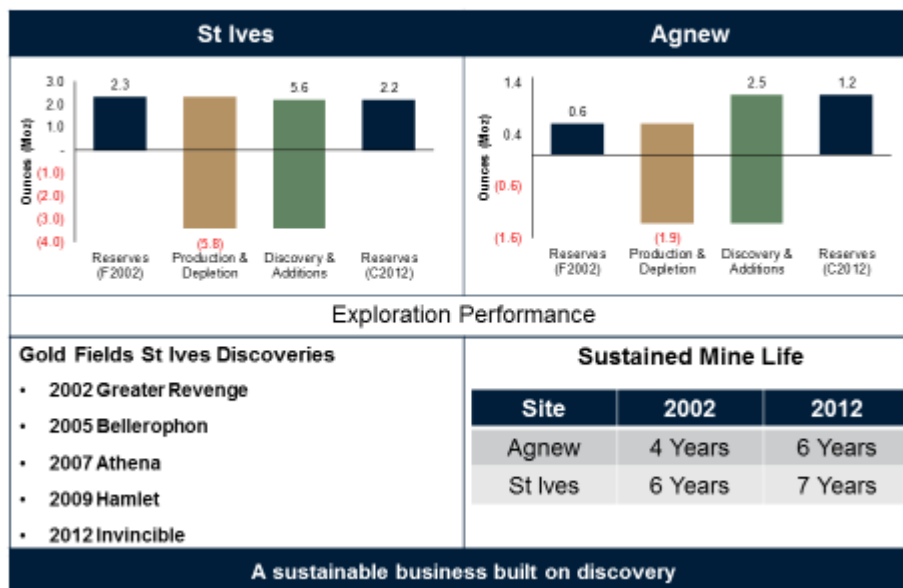 St Ives
Ounces (Moz)
3.0
2.0
1.0
-
(1.0)
(2.0)
(3.0)
(4.0)
2.3
(5.8)
5.6
2.2
Reserves
(F2002)
Production &
Depletion
Discovery &
Additions
Reserves
(C2012)
Agnew
Ounces (Moz)
1.4
0.4
(0.6)
(1.6)
0.6
(1.9)
2.5
1.2
Reserves
(F2002)
Production &
Depletion
Discovery &
Additions
Reserves
(C2012)
Exploration Performance
Gold Fields St Ives Discoveries
• 2002 Greater Revenge
• 2005 Bellerophon
• 2007 Athena
• 2009 Hamlet
• 2012 Invincible
Sustained Mine Life
Site 2002 2012
Agnew 4 Years 6 Years
St Ives 6 Years 7 Years
A sustainable business built on discovery